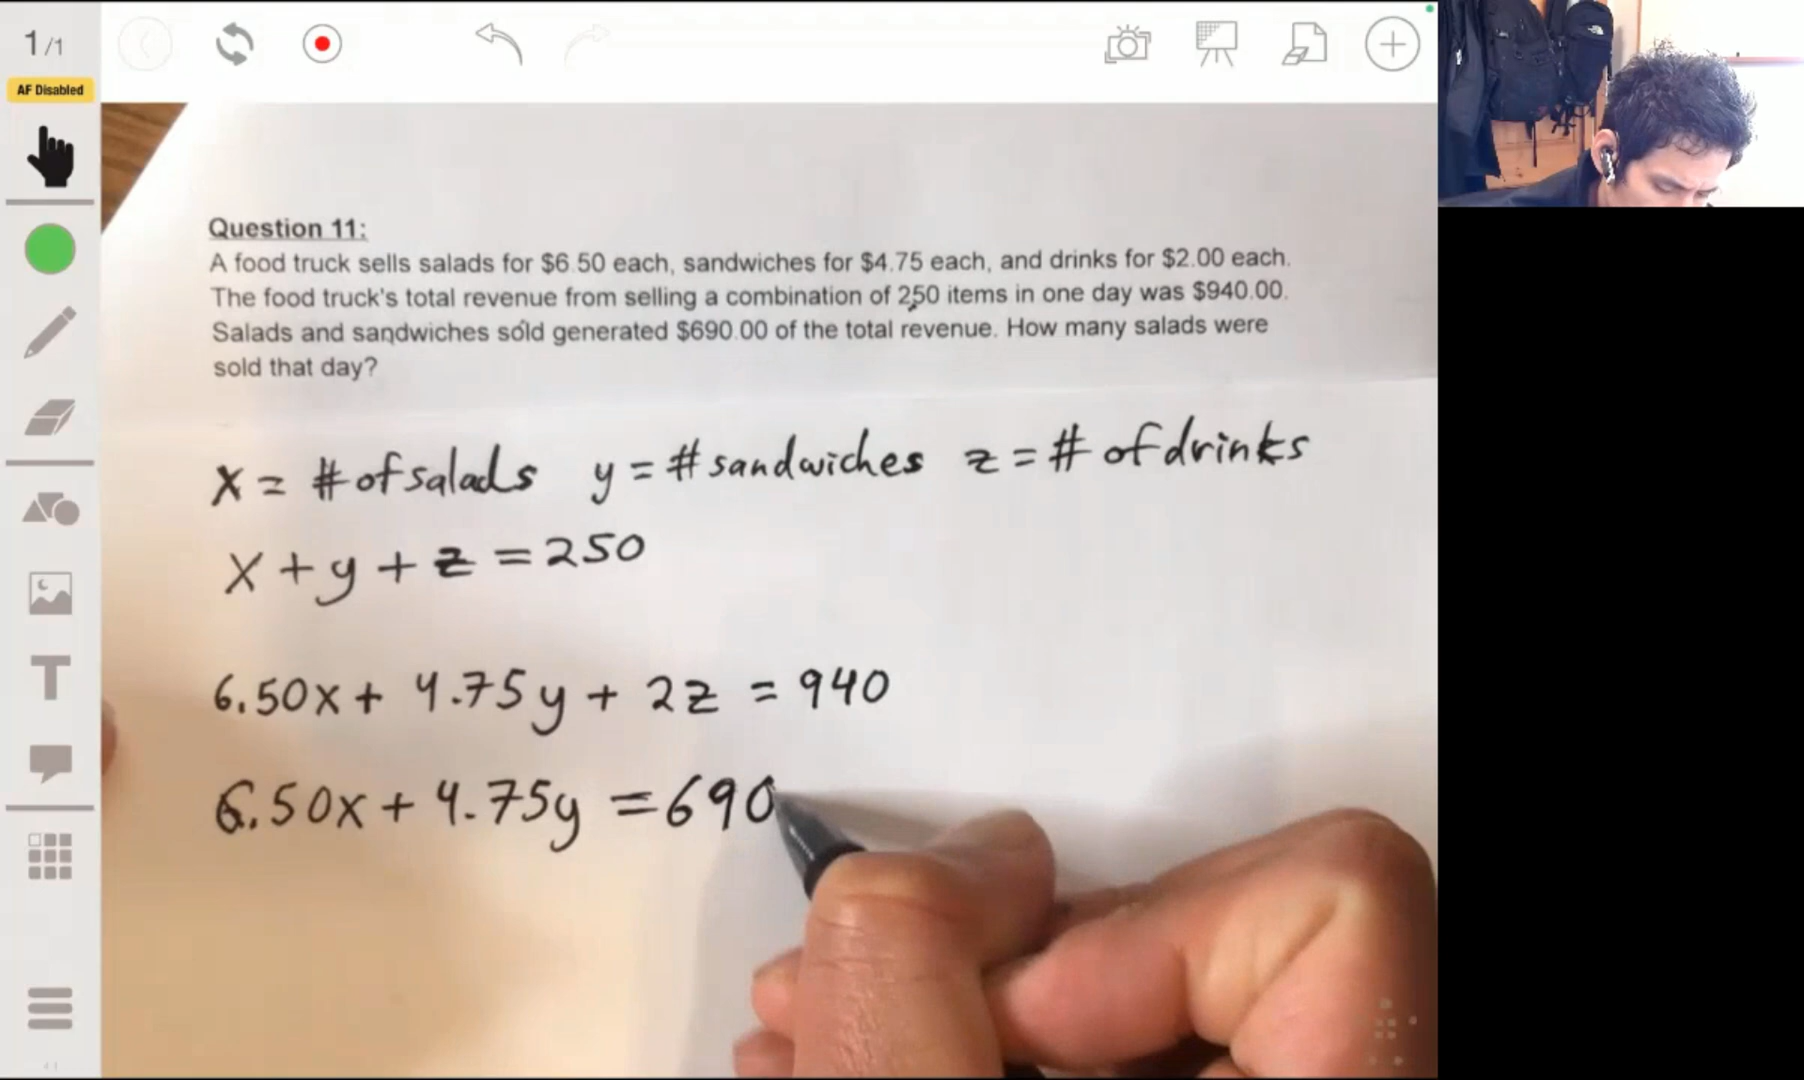 1/1
AF Disabled
Question 11:
A food truck sells salads for $6.50 each, sandwiches for $4.75 each, and drinks for $2.00 each.
The food truck's total revenue from selling a combination of 250 items in one day was $940.00.
Salads and sandwiches sold generated $690.00 of the total revenue. How many salads were
sold that day?
x = # of salads y = # sandwiches z = # of drinks
x + y + z = 250
6.50x + 4.75y + 2z = 940
6.50x + 4.75y = 690
T